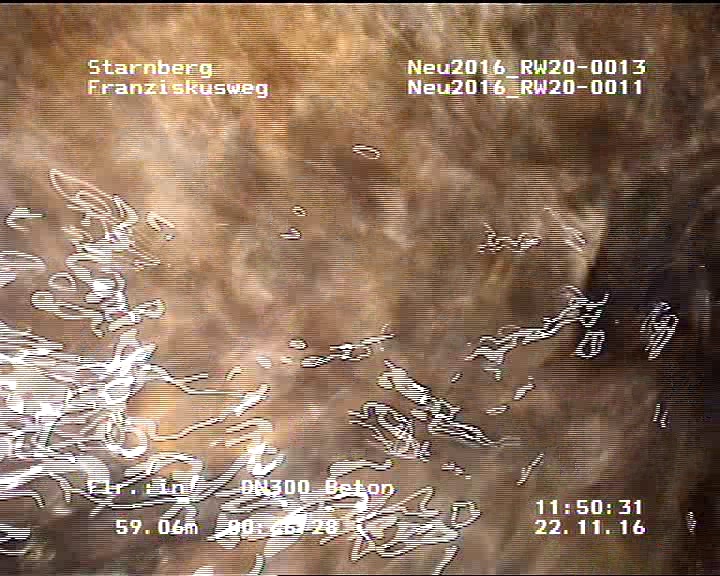 Starnberg Neu2016_RW20-0013
Franziskusweg Neu2016_RW20-0011
DN300 Beton
11:50:31
59.06m 22.11.16